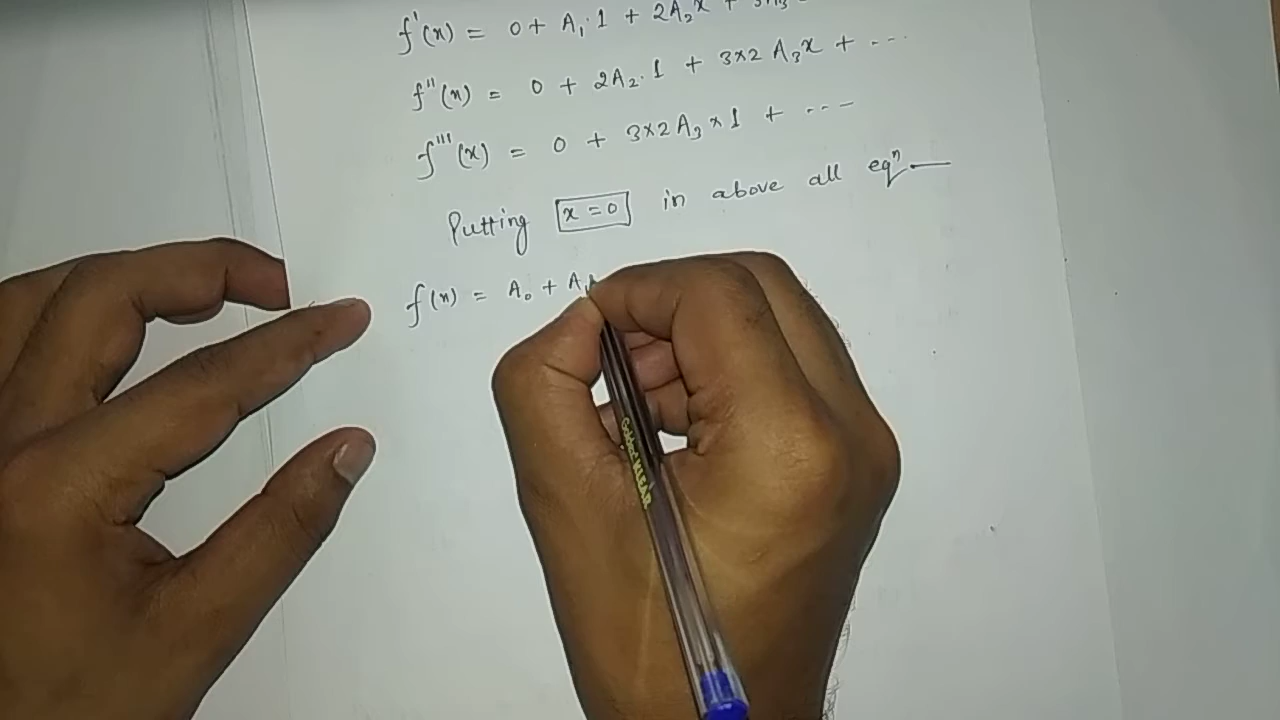 f'(x) = 0 + A₁·1 + 2A₂x + 3A₃
f''(x) = 0 + 2A₂·1 + 3×2 A₃x + ---
f'''(x) = 0 + 3×2 A₃×1 + ---
Putting x=0 in above all eqⁿ—
f(x) = A₀ + A₁